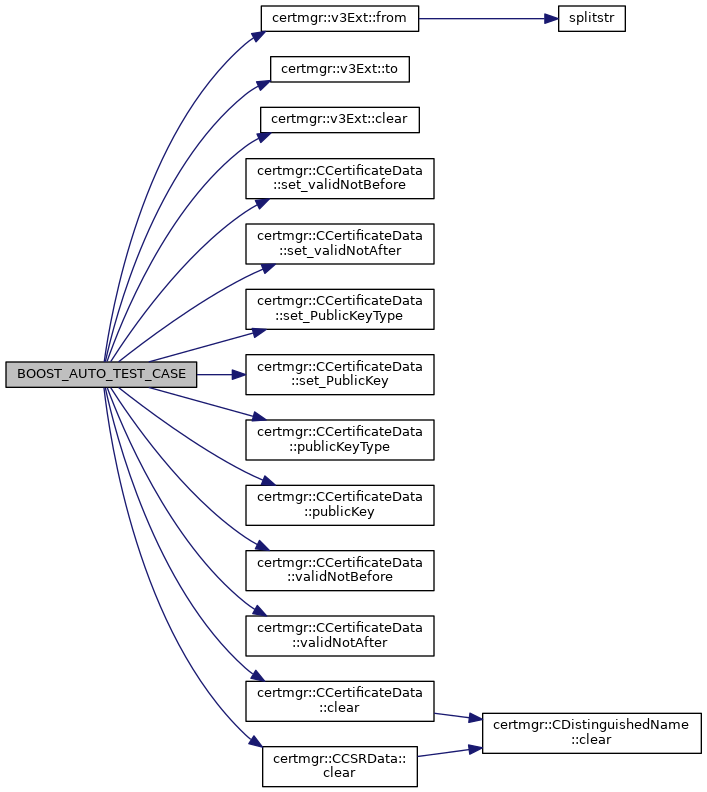 certmgr::v3Ext::from
splitstr
certmgr::v3Ext::to
certmgr::v3Ext::clear
certmgr::CCertificateData
::set_validNotBefore
certmgr::CCertificateData
::set_validNotAfter
certmgr::CCertificateData
::set_PublicKeyType
BOOST_AUTO_TEST_CASE
certmgr::CCertificateData
::set_PublicKey
certmgr::CCertificateData
::publicKeyType
certmgr::CCertificateData
::publicKey
certmgr::CCertificateData
::validNotBefore
certmgr::CCertificateData
::validNotAfter
certmgr::CCertificateData
::clear
certmgr::CDistinguishedName
::clear
certmgr::CCSRData::
clear